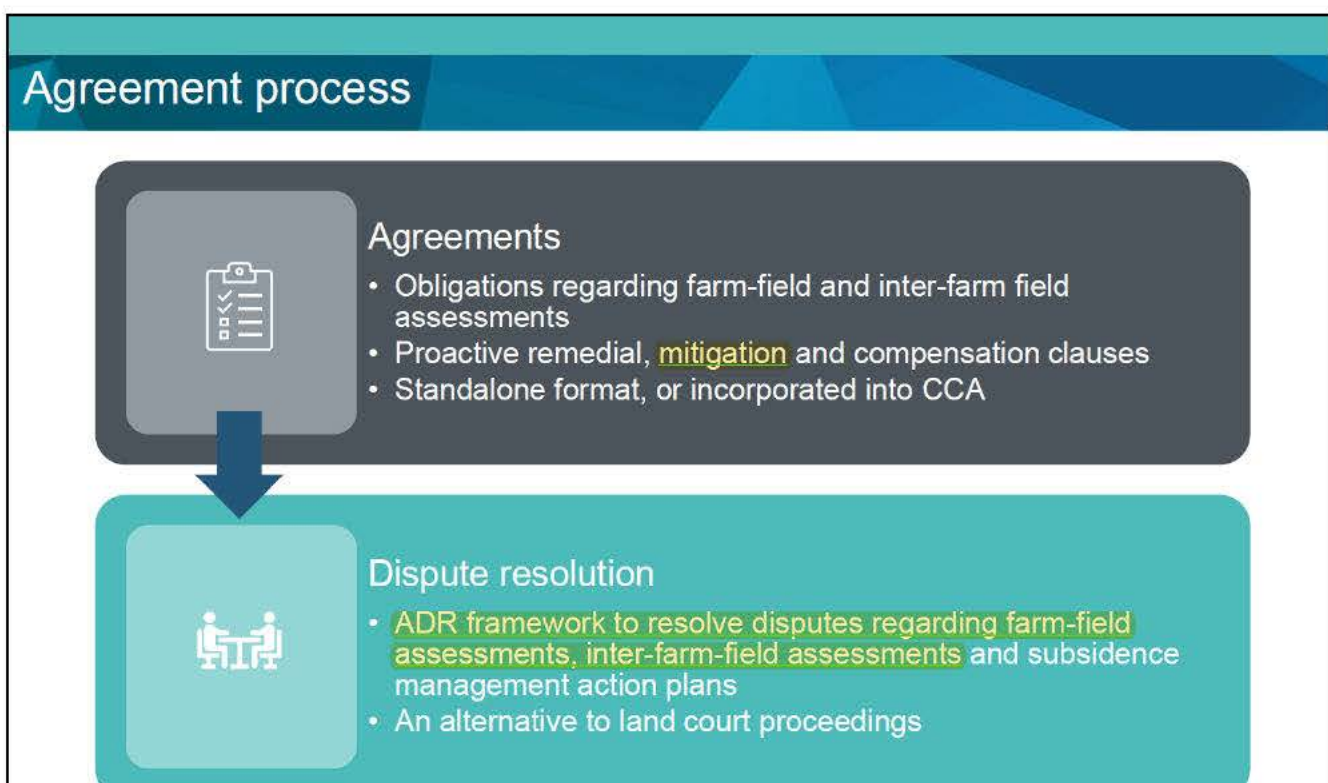 Agreement process
Agreements
• Obligations regarding farm-field and inter-farm field
assessments
• Proactive remedial, mitigation and compensation clauses
• Standalone format, or incorporated into CCA
Dispute resolution
• ADR framework to resolve disputes regarding farm-field
assessments, inter-farm-field assessments and subsidence
management action plans
• An alternative to land court proceedings